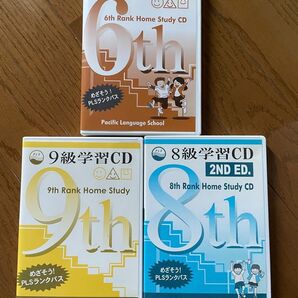 6th Rank Home Study CD
6th
めざそう!
PLSランクパス
Pacific Language School
9級学習CD
9th Rank Home Study
9th
めざそう!
PLSランクパス
8級学習CD
2ND ED.
8th Rank Home Study CD
8th
めざそう!
PLSランクパス